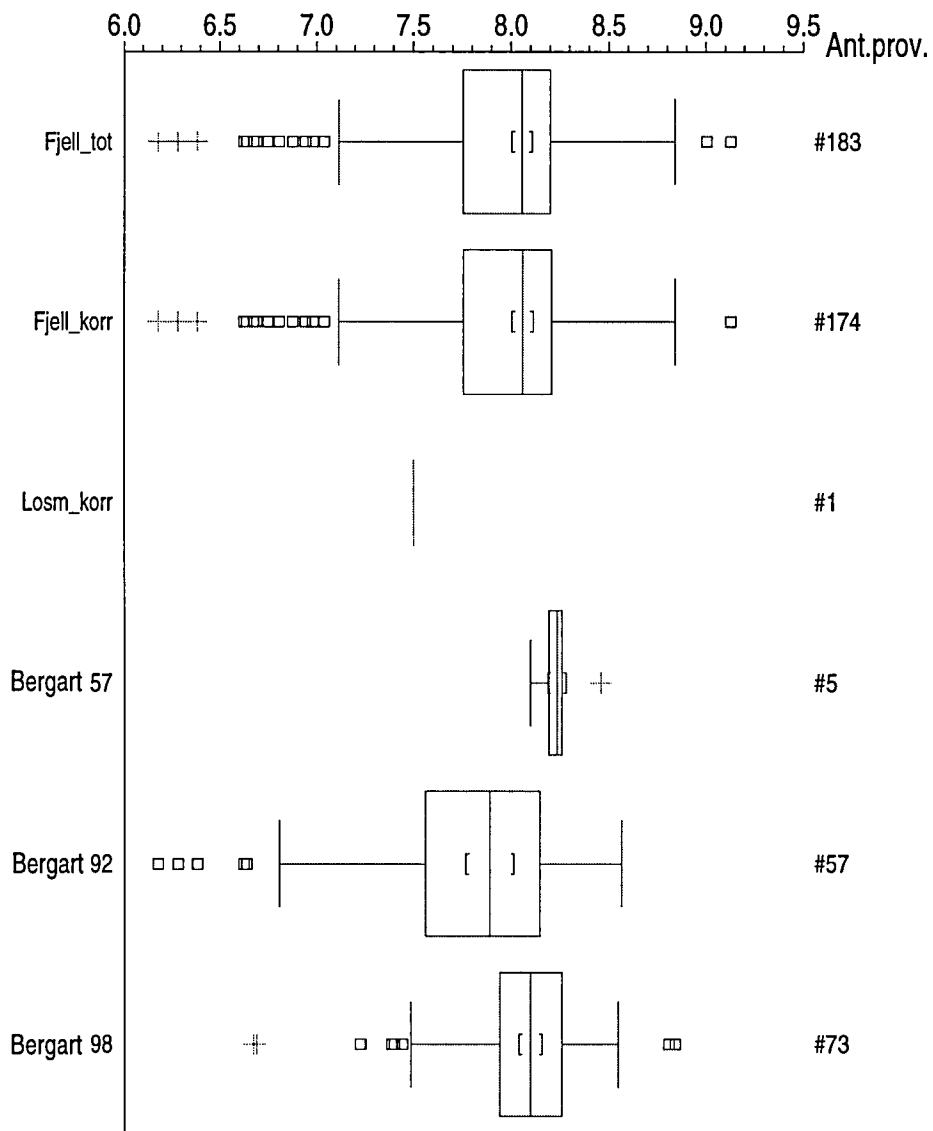 6.0 6.5 7.0 7.5 8.0 8.5 9.0 9.5
Ant.prov.
Fjell_tot #183
Fjell_korr #174
Losm_korr #1
Bergart 57 #5
Bergart 92 #57
Bergart 98 #73